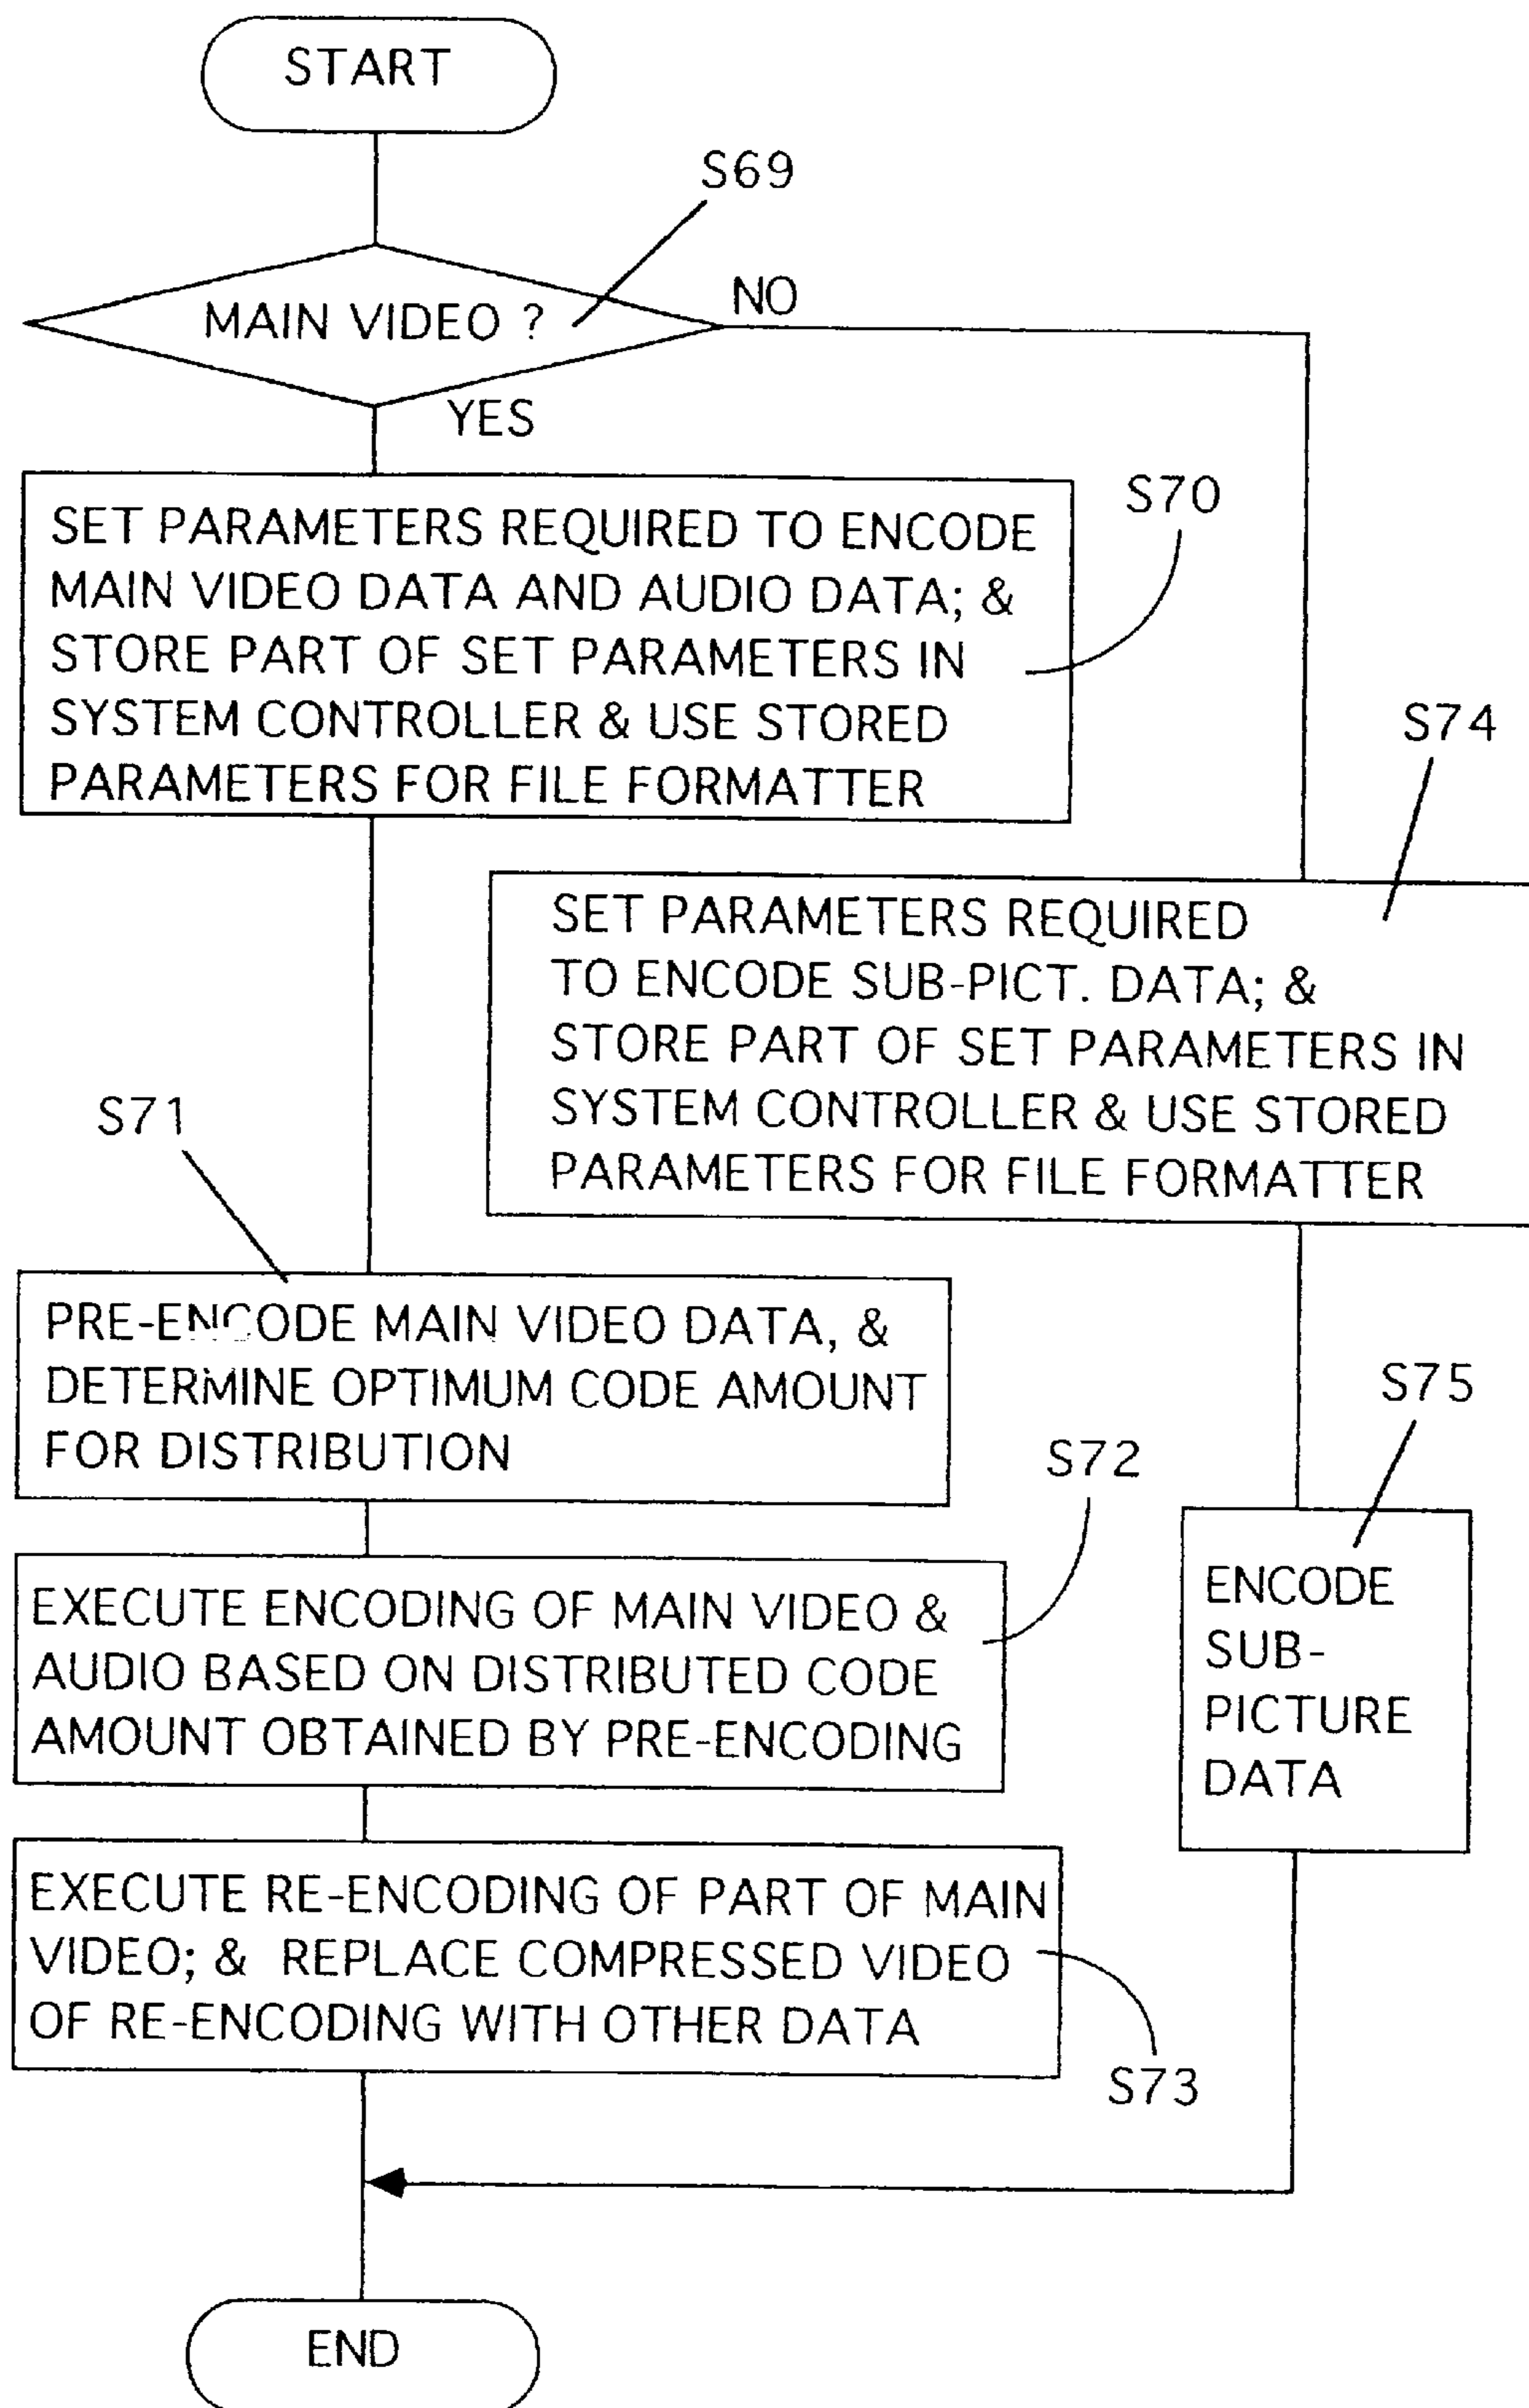 START
S69
MAIN VIDEO ?
NO
YES
S70
SET PARAMETERS REQUIRED TO ENCODE
MAIN VIDEO DATA AND AUDIO DATA; &
STORE PART OF SET PARAMETERS IN
SYSTEM CONTROLLER & USE STORED
PARAMETERS FOR FILE FORMATTER
S74
SET PARAMETERS REQUIRED
TO ENCODE SUB-PICT. DATA; &
STORE PART OF SET PARAMETERS IN
SYSTEM CONTROLLER & USE STORED
PARAMETERS FOR FILE FORMATTER
S71
PRE-ENCODE MAIN VIDEO DATA, &
DETERMINE OPTIMUM CODE AMOUNT
FOR DISTRIBUTION
S72
EXECUTE ENCODING OF MAIN VIDEO &
AUDIO BASED ON DISTRIBUTED CODE
AMOUNT OBTAINED BY PRE-ENCODING
S75
ENCODE
SUB-
PICTURE
DATA
EXECUTE RE-ENCODING OF PART OF MAIN
VIDEO; & REPLACE COMPRESSED VIDEO
OF RE-ENCODING WITH OTHER DATA
S73
END